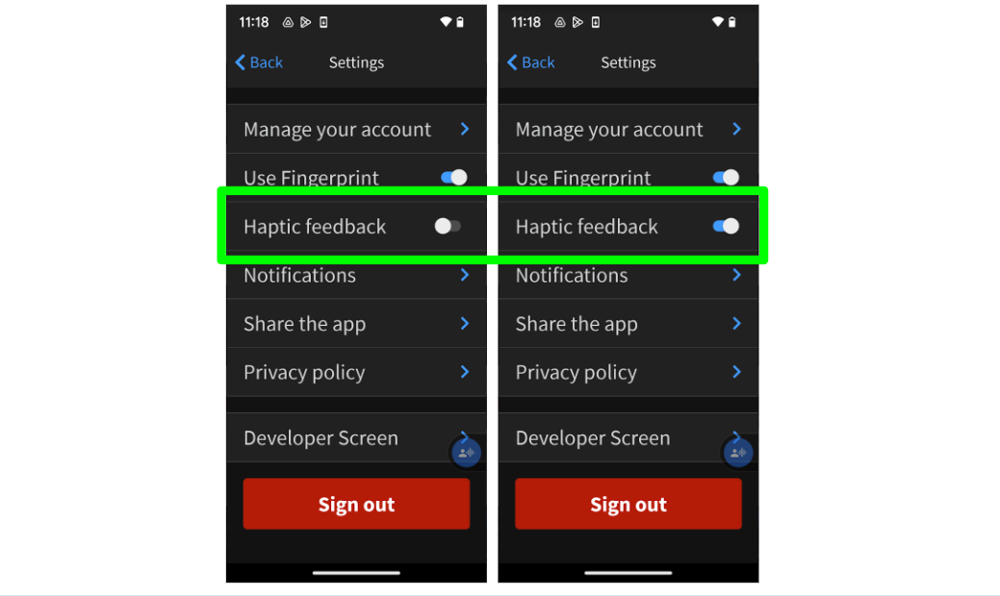 11:18
Back Settings
Manage your account
Use Fingerprint
Haptic feedback
Notifications
Share the app
Privacy policy
Developer Screen
Sign out
11:18
Back Settings
Manage your account
Use Fingerprint
Haptic feedback
Notifications
Share the app
Privacy policy
Developer Screen
Sign out